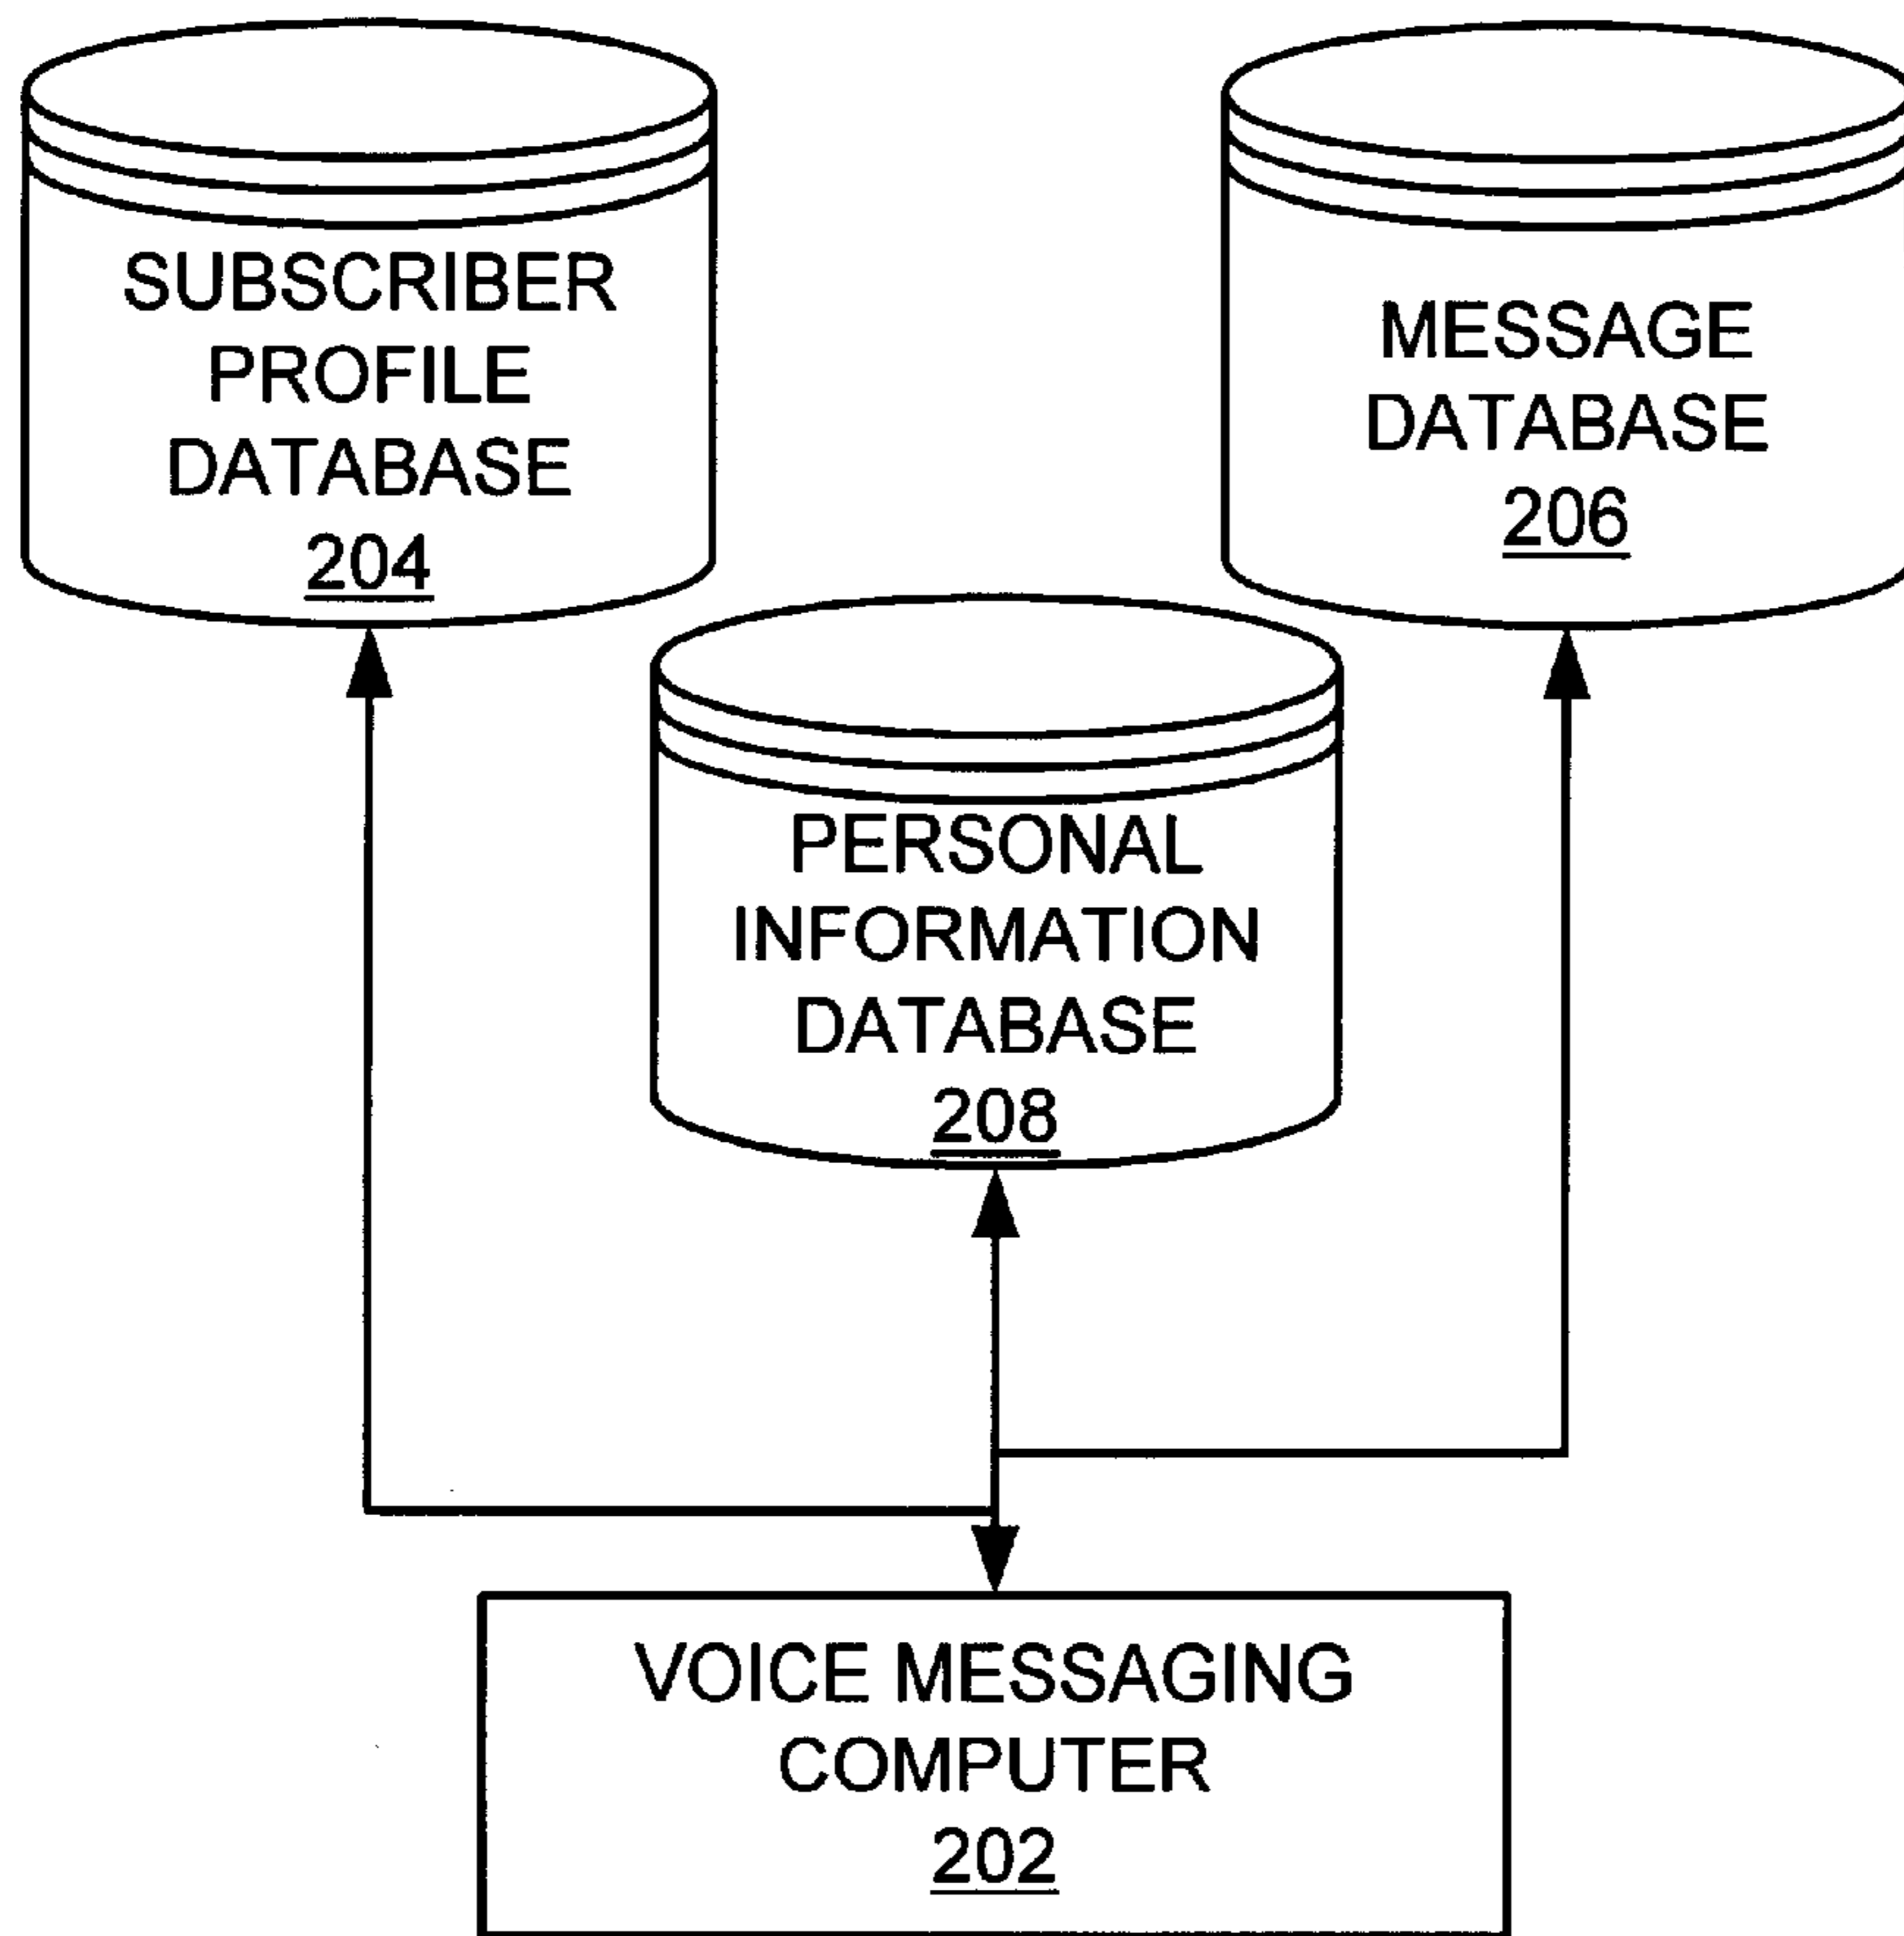 SUBSCRIBER
PROFILE
DATABASE
204
MESSAGE
DATABASE
206
PERSONAL
INFORMATION
DATABASE
208
VOICE MESSAGING
COMPUTER
202